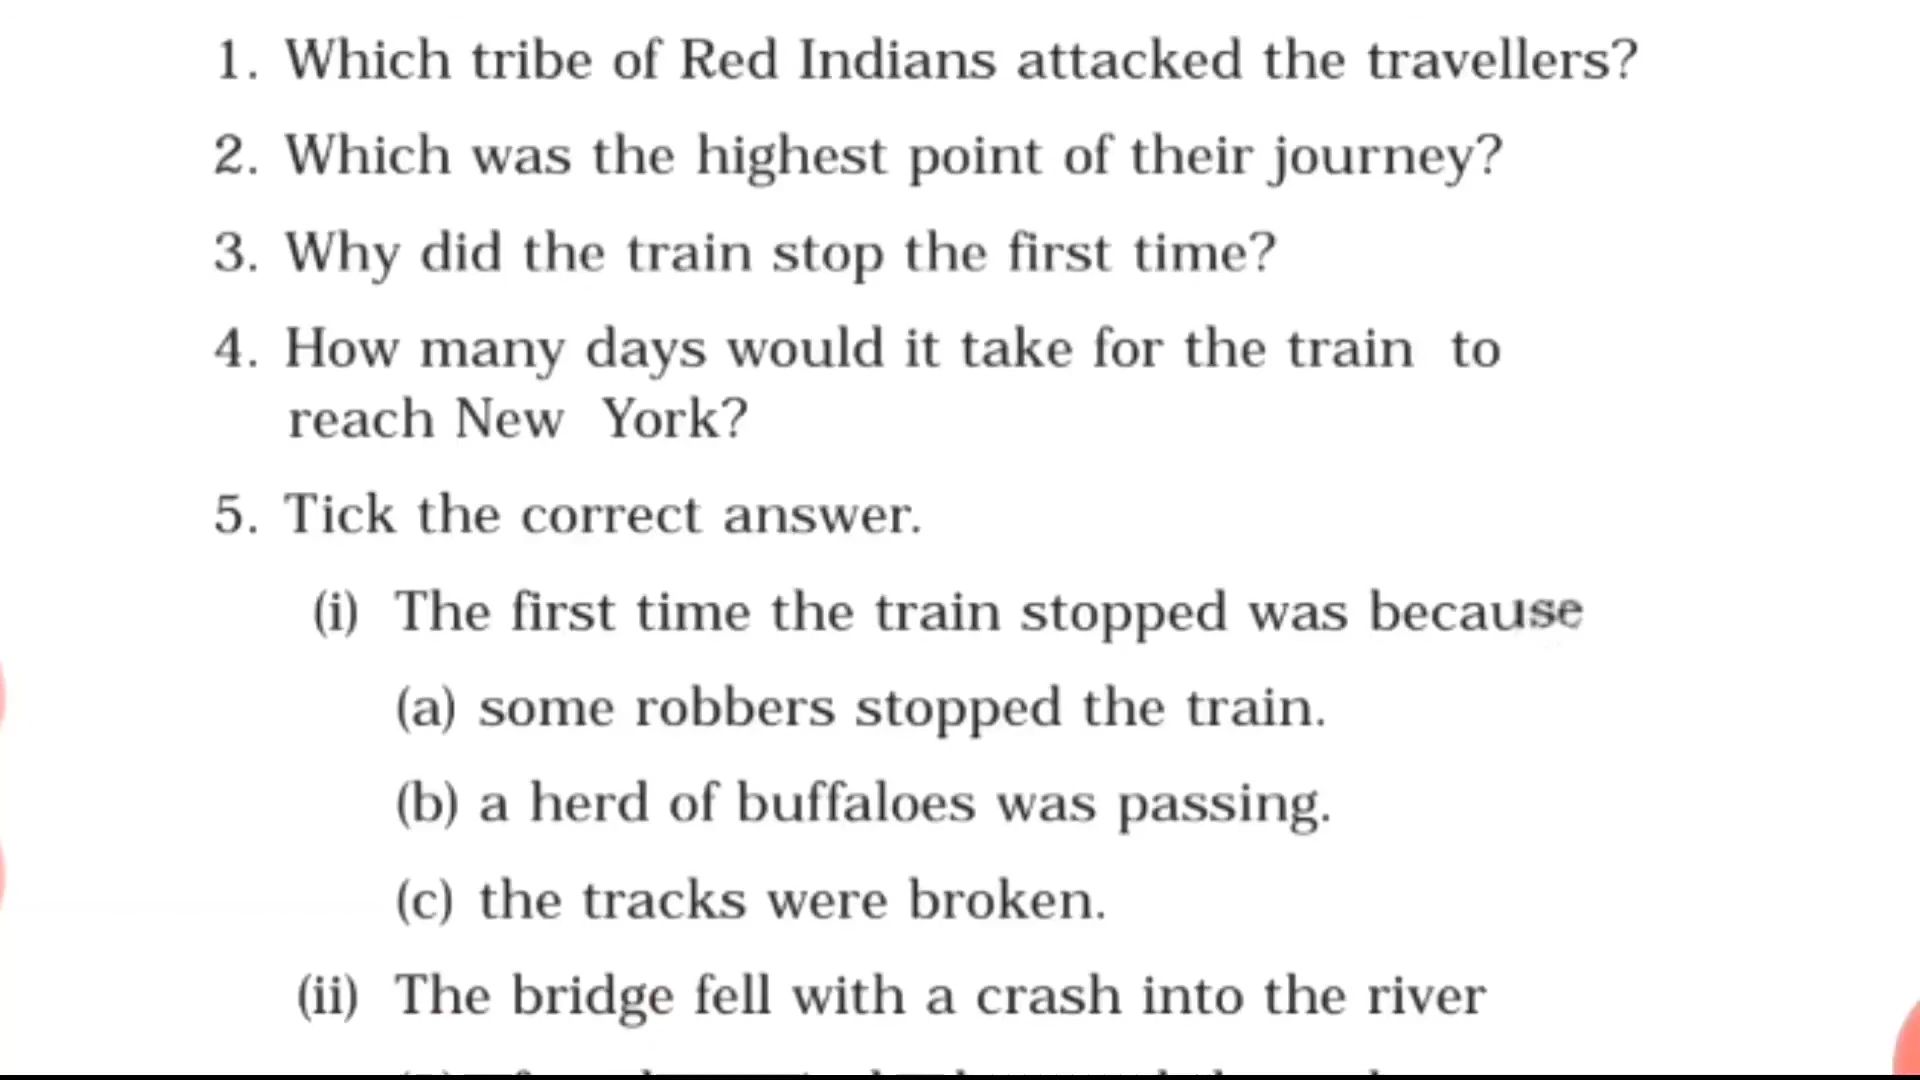 1. Which tribe of Red Indians attacked the travellers?
2. Which was the highest point of their journey?
3. Why did the train stop the first time?
4. How many days would it take for the train to
reach New York?
5. Tick the correct answer.
(i) The first time the train stopped was because
(a) some robbers stopped the train.
(b) a herd of buffaloes was passing.
(c) the tracks were broken.
(ii) The bridge fell with a crash into the river